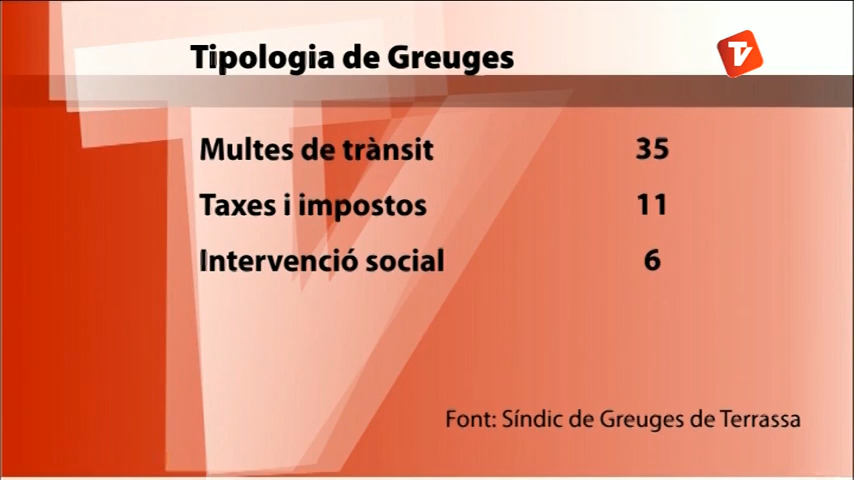 Tipologia de Greuges
TV
Multes de trànsit 35
Taxes i impostos 11
Intervenció social 6
Font: Síndic de Greuges de Terrassa